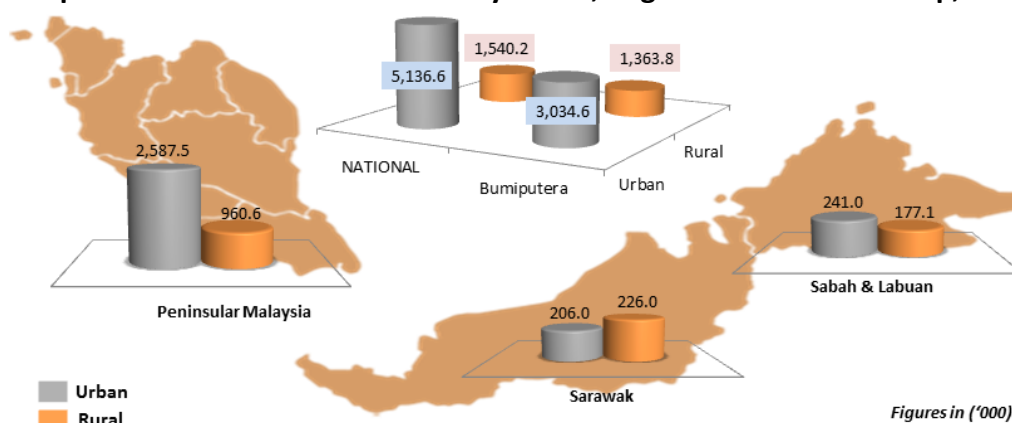 1,540.2
1,363.8
5,136.6
3,034.6
2,587.5
NATIONAL
Rural
Bumiputera
Urban
960.6
241.0
177.1
Sabah & Labuan
Peninsular Malaysia
206.0
226.0
Urban
Sarawak
Rural
Figures in ('000)